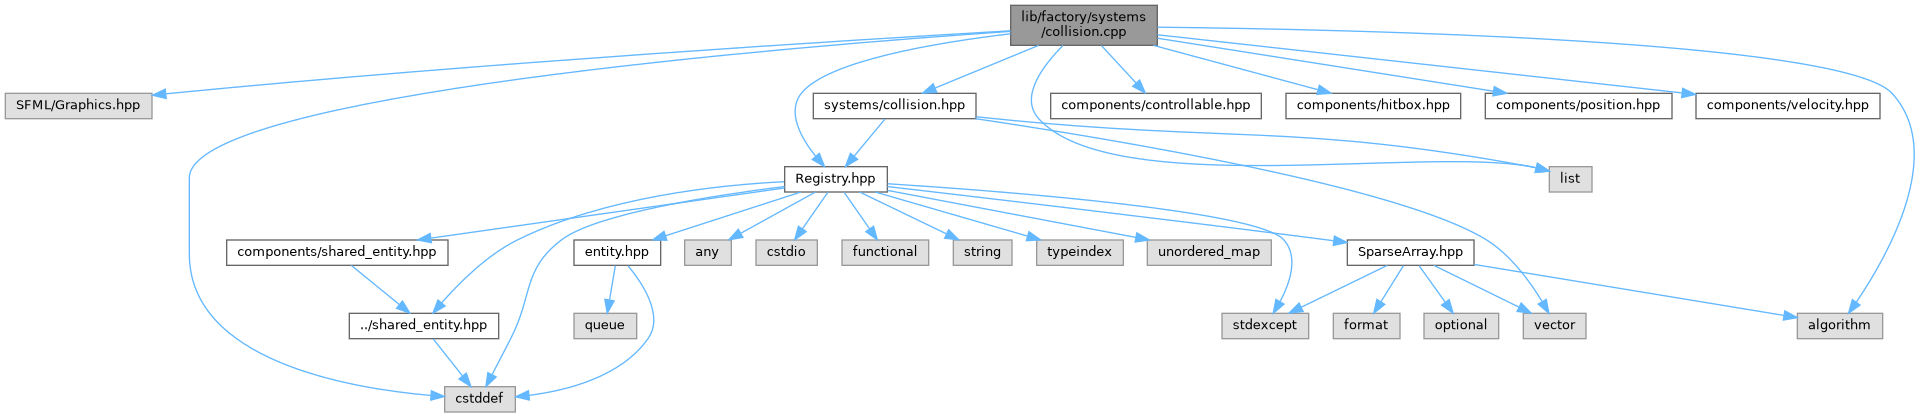 lib/factory/systems
/collision.cpp
SFML/Graphics.hpp
systems/collision.hpp
components/controllable.hpp
components/hitbox.hpp
components/position.hpp
components/velocity.hpp
Registry.hpp
list
components/shared_entity.hpp
entity.hpp
any
cstdio
functional
string
typeindex
unordered_map
SparseArray.hpp
../shared_entity.hpp
queue
stdexcept
format
optional
vector
algorithm
cstddef